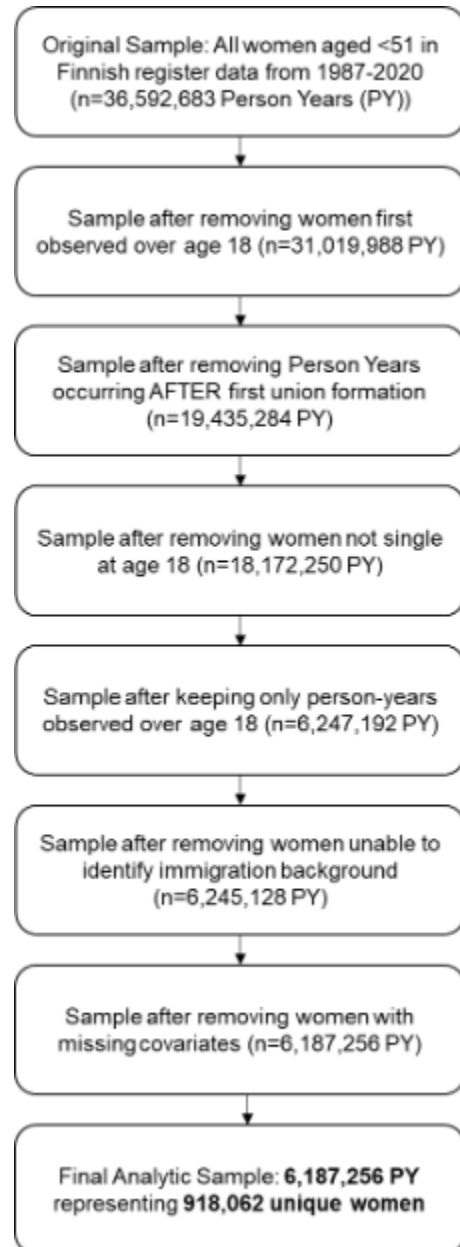 Original Sample: All women aged <51 in
Finnish register data from 1987-2020
(n=36,592,683 Person Years (PY))
Sample after removing women first
observed over age 18 (n=31,019,988 PY)
Sample after removing Person Years
occurring AFTER first union formation
(n=19,435,284 PY)
Sample after removing women not single
at age 18 (n=18,172,250 PY)
Sample after keeping only person-years
observed over age 18 (n=6,247,192 PY)
Sample after removing women unable to
identify immigration background
(n=6,245,128 PY)
Sample after removing women with
missing covariates (n=6,187,256 PY)
Final Analytic Sample: 6,187,256 PY
representing 918,062 unique women